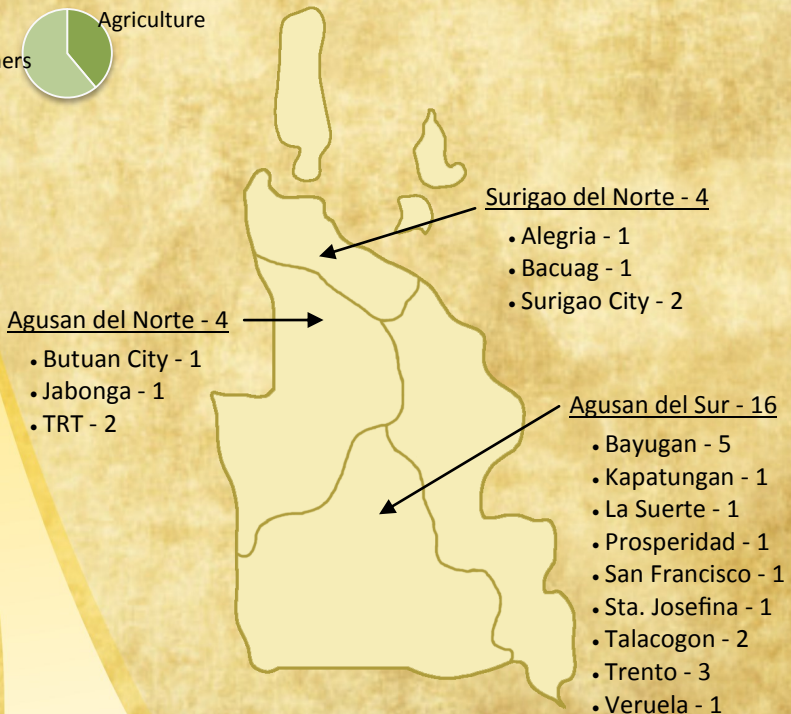 Agriculture
Surigao del Norte - 4
• Alegria - 1
• Bacuag - 1
• Surigao City - 2
Agusan del Norte - 4
• Butuan City - 1
• Jabonga - 1
• TRT - 2
Agusan del Sur - 16
• Bayugan - 5
• Kapatungan - 1
• La Suerte - 1
• Prosperidad - 1
• San Francisco - 1
• Sta. Josefina - 1
• Talacogon - 2
• Trento - 3
• Veruela - 1